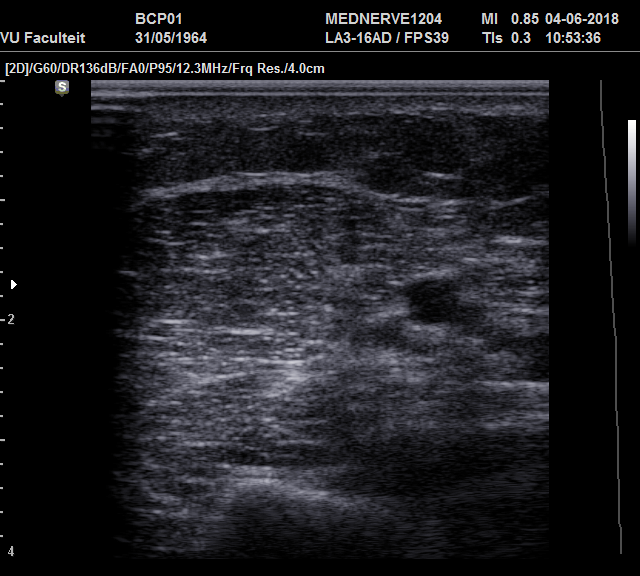 BCP01 MEDNERVE1204 MI 0.85 04-06-2018
VU Faculteit 31/05/1964 LA3-16AD / FPS39 TIs 0.3 10:53:36
[2D]/G60/DR136dB/FA0/P95/12.3MHz/Frq Res./4.0cm
S
2
4